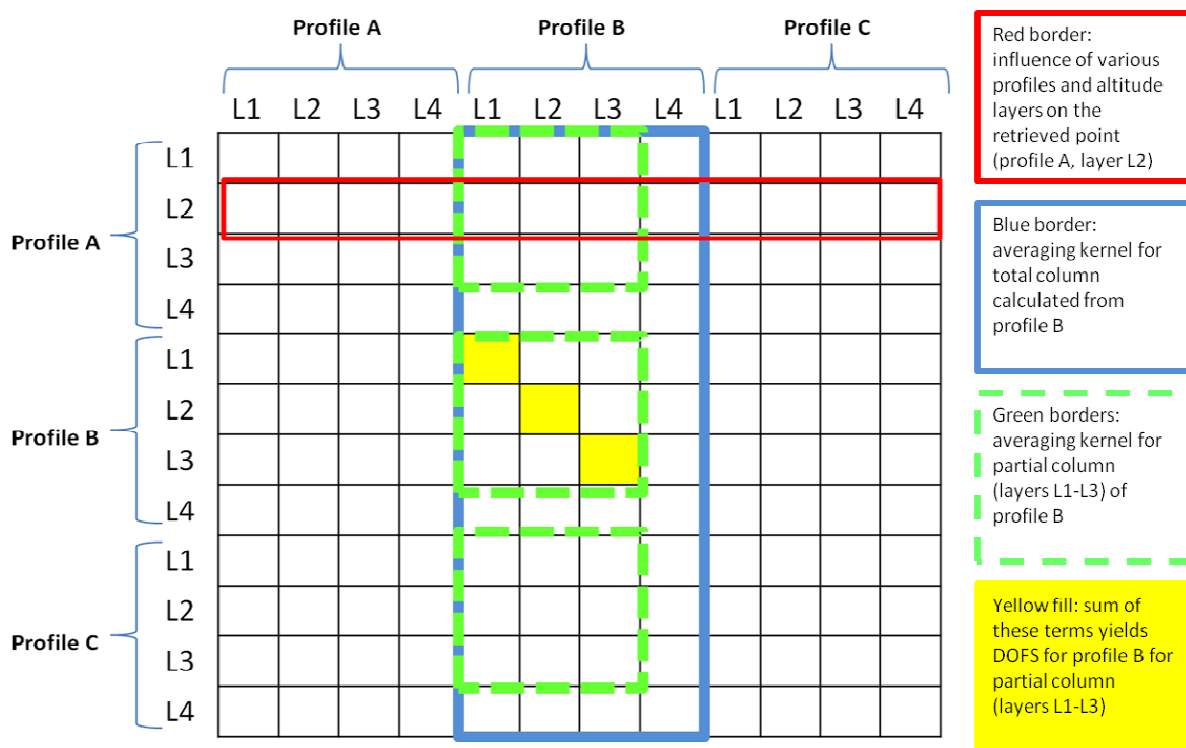 Profile A
Profile B
Profile C
L1 L2 L3 L4 L1 L2 L3 L4 L1 L2 L3 L4
Profile A
L1
L2
L3
L4
Profile B
L1
L2
L3
L4
Profile C
L1
L2
L3
L4
Red border:
influence of various
profiles and altitude
layers on the
retrieved point
(profile A, layer L2)
Blue border:
averaging kernel for
total column
calculated from
profile B
Green borders:
averaging kernel for
partial column
(layers L1-L3) of
profile B
Yellow fill: sum of
these terms yields
DOFS for profile B for
partial column
(layers L1-L3)